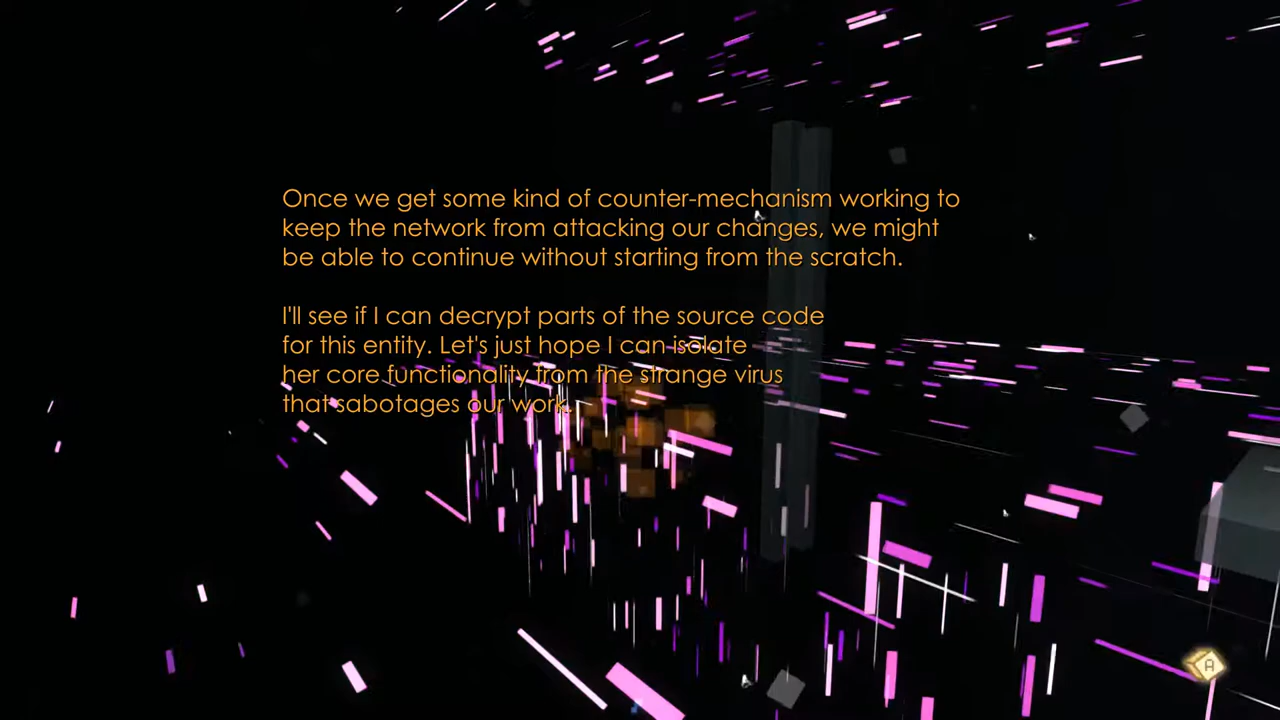 Once we get some kind of counter-mechanism working to
keep the network from attacking our changes, we might
be able to continue without starting from the scratch.
I'll see if I can decrypt parts of the source code
for this entity. Let's just hope I can isolate
her core functionality from the strange virus
that sabotages our work.
A